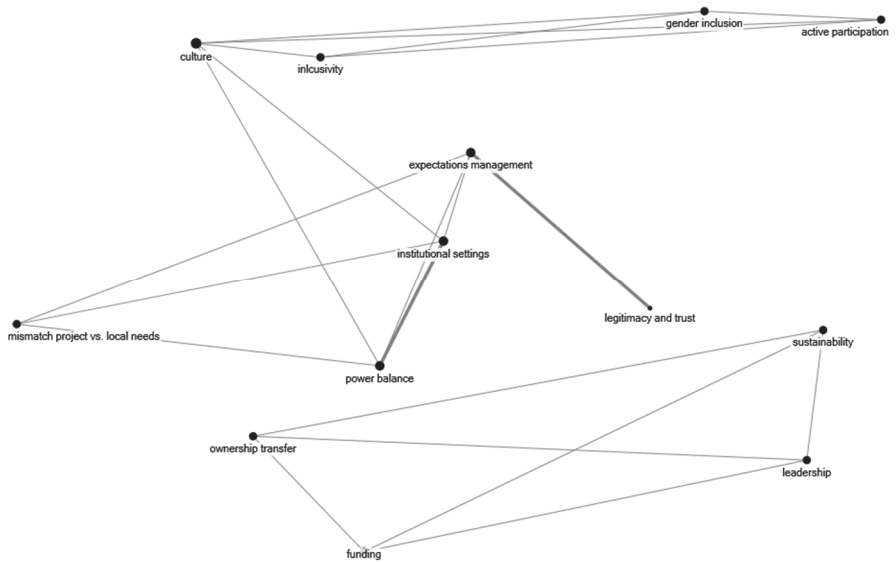 gender inclusion
active participation
culture
inlcusivity
expectations management
institutional settings
legitimacy and trust
mismatch project vs. local needs
sustainability
power balance
ownership transfer
leadership
funding